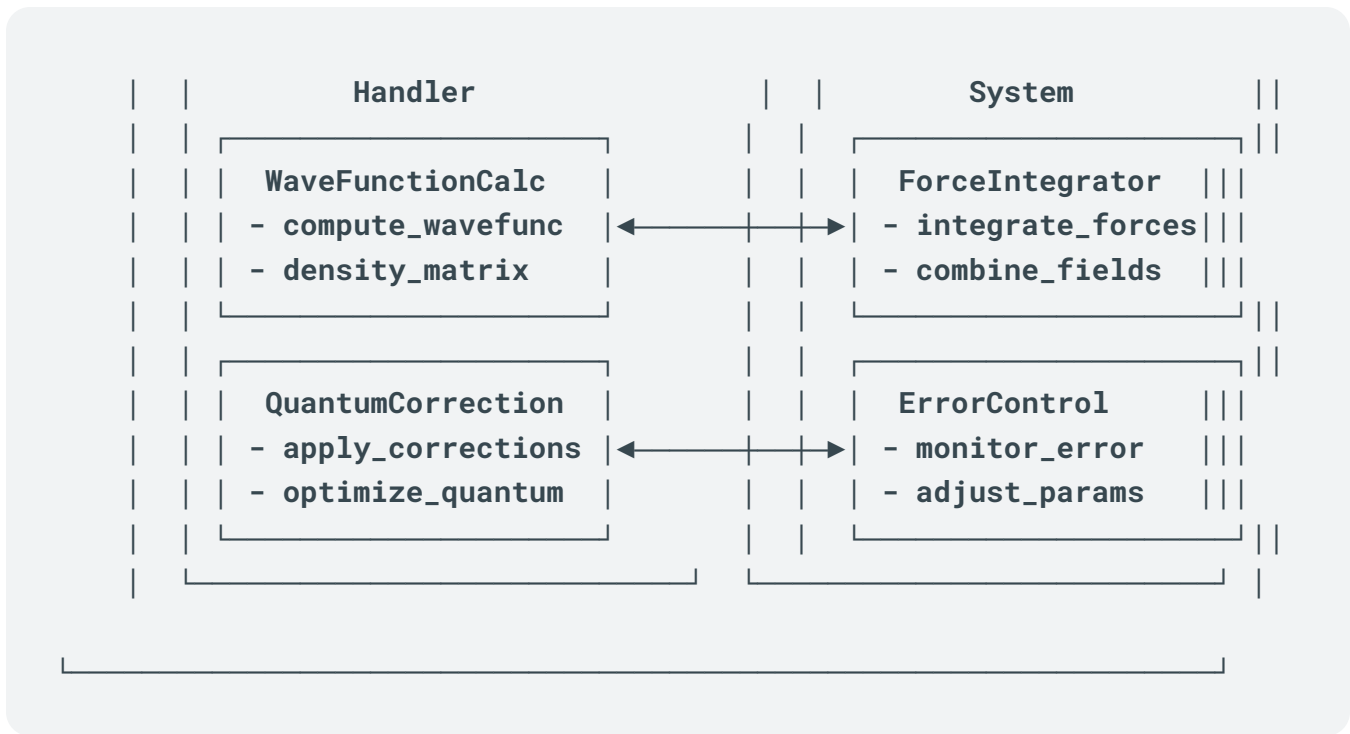 Handler System
WaveFunctionCalc ForceIntegrator
- compute_wavefunc - integrate_forces
- density_matrix - combine_fields
QuantumCorrection ErrorControl
- apply_corrections - monitor_error
- optimize_quantum - adjust_params